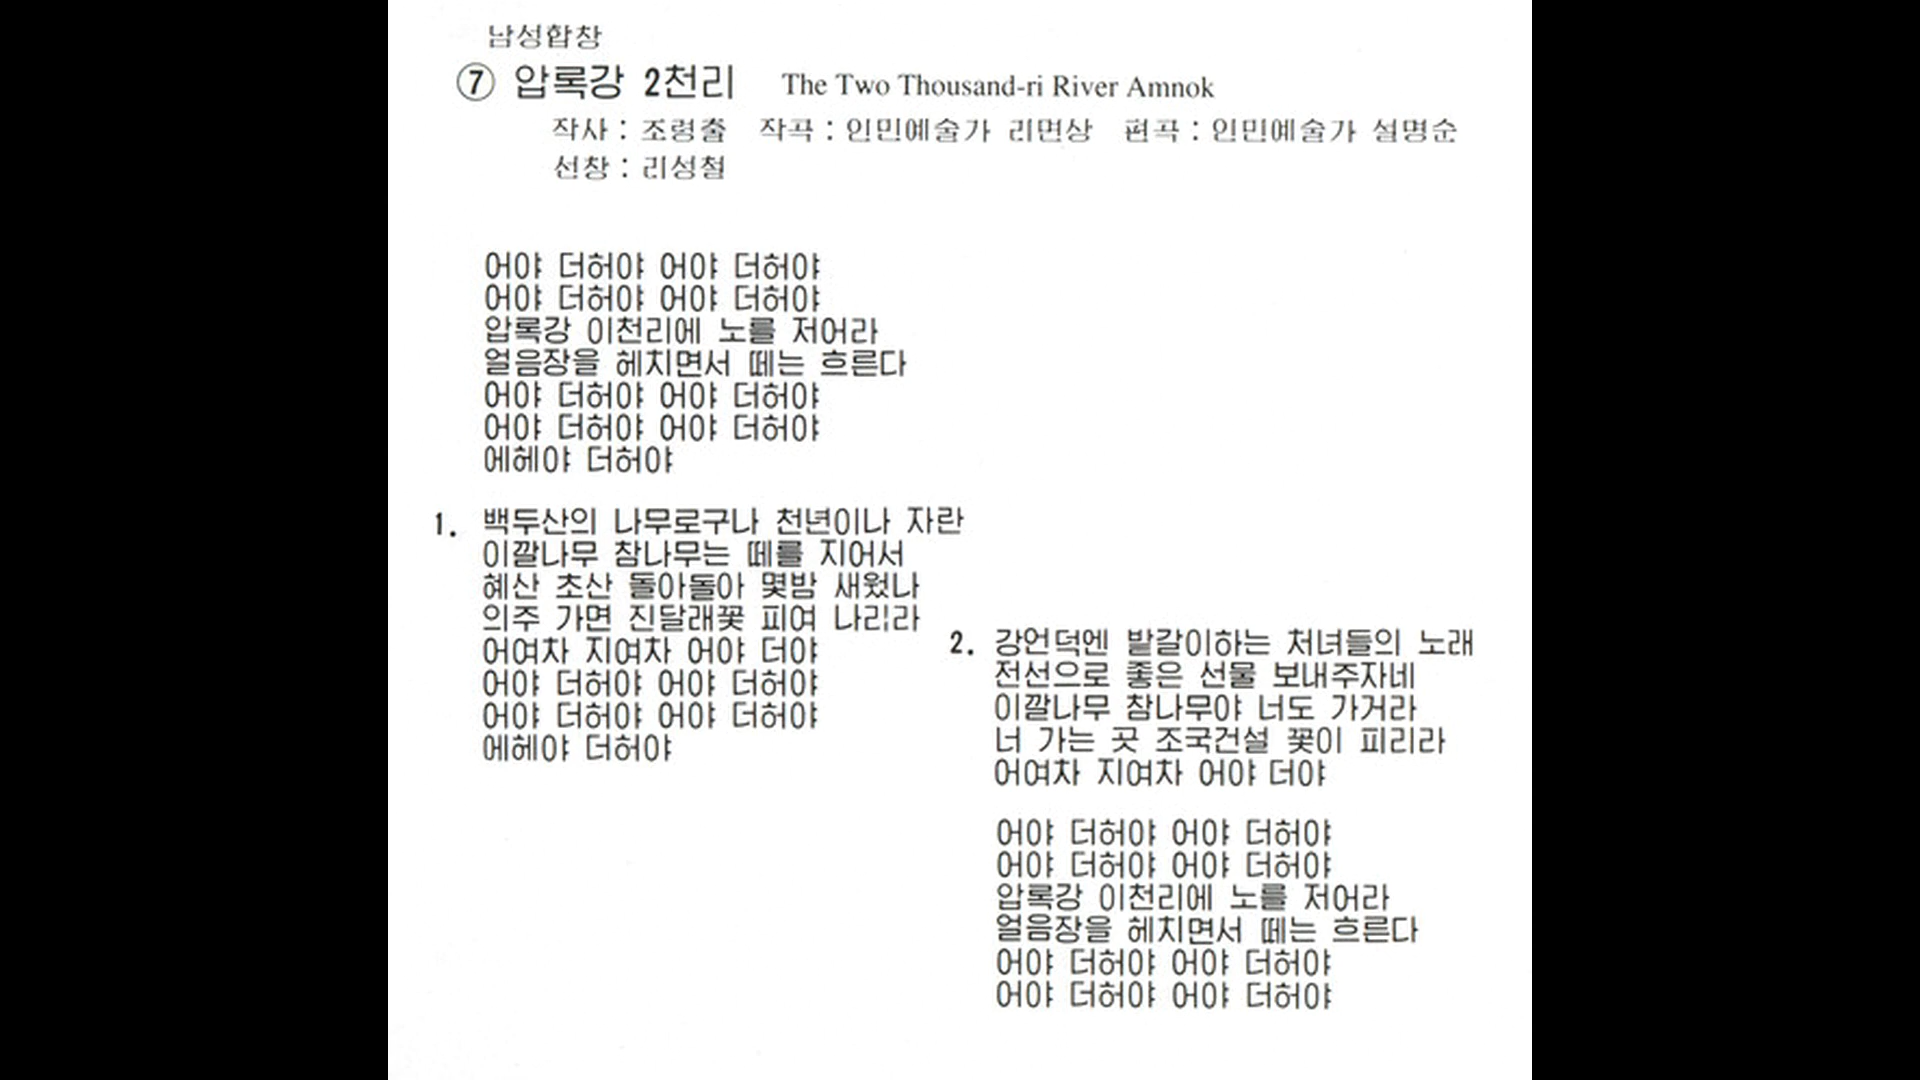 남성합창
⑦ 압록강 2천리 The Two Thousand-ri River Amnok
작사 : 조령출 작곡 : 인민예술가 리면상 편곡 : 인민예술가 설명순
선창 : 리성철
어야 더허야 어야 더허야
어야 더허야 어야 더허야
압록강 이천리에 노를 저어라
얼음장을 헤치면서 떼는 흐른다
어야 더허야 어야 더허야
어야 더허야 어야 더허야
에헤야 더허야
1. 백두산의 나무로구나 천년이나 자란
이깔나무 참나무는 떼를 지어서
혜산 초산 돌아돌아 몇밤 새웠나
의주 가면 진달래꽃 피여 나리라
어여차 지여차 어야 더야
어야 더허야 어야 더허야
어야 더허야 어야 더허야
에헤야 더허야
2. 강언덕엔 밭갈이하는 처녀들의 노래
전선으로 좋은 선물 보내주자네
이깔나무 참나무야 너도 가거라
너 가는 곳 조국건설 꽃이 피리라
어여차 지여차 어야 더야
어야 더허야 어야 더허야
어야 더허야 어야 더허야
압록강 이천리에 노를 저어라
얼음장을 헤치면서 떼는 흐른다
어야 더허야 어야 더허야
어야 더허야 어야 더허야